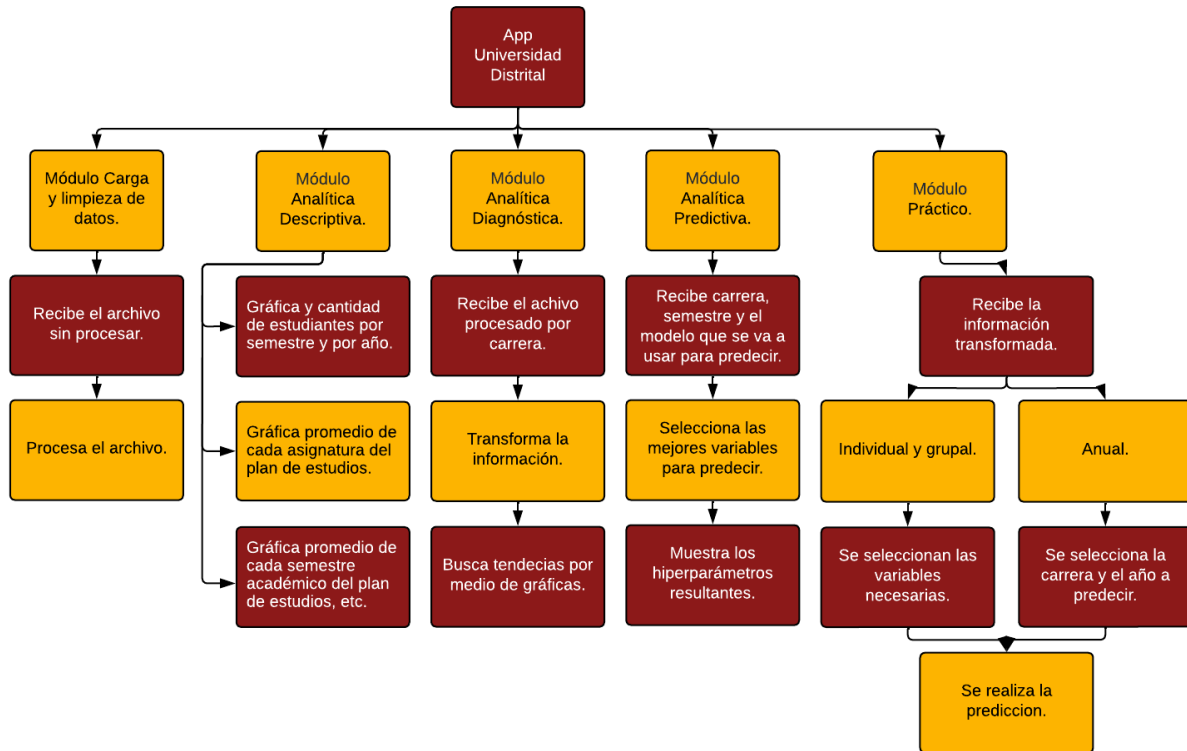 App
Universidad
Distrital
Módulo Carga
y limpieza de
datos.
Módulo
Analítica
Descriptiva.
Módulo
Analítica
Diagnóstica.
Módulo
Analítica
Predictiva.
Módulo
Práctico.
Recibe el archivo
sin procesar.
Gráfica y cantidad
de estudiantes por
semestre y por año.
Recibe el achivo
procesado por
carrera.
Recibe carrera,
semestre y el
modelo que se va a
usar para predecir.
Recibe la
información
transformada.
Procesa el archivo.
Gráfica promedio de
cada asignatura del
plan de estudios.
Transforma la
información.
Selecciona las
mejores variables
para predecir.
Individual y grupal.
Anual.
Gráfica promedio de
cada semestre
académico del plan
de estudios, etc.
Busca tendecias por
medio de gráficas.
Muestra los
hiperparámetros
resultantes.
Se seleccionan las
variables
necesarias.
Se selecciona la
carrera y el año a
predecir.
Se realiza la
prediccion.